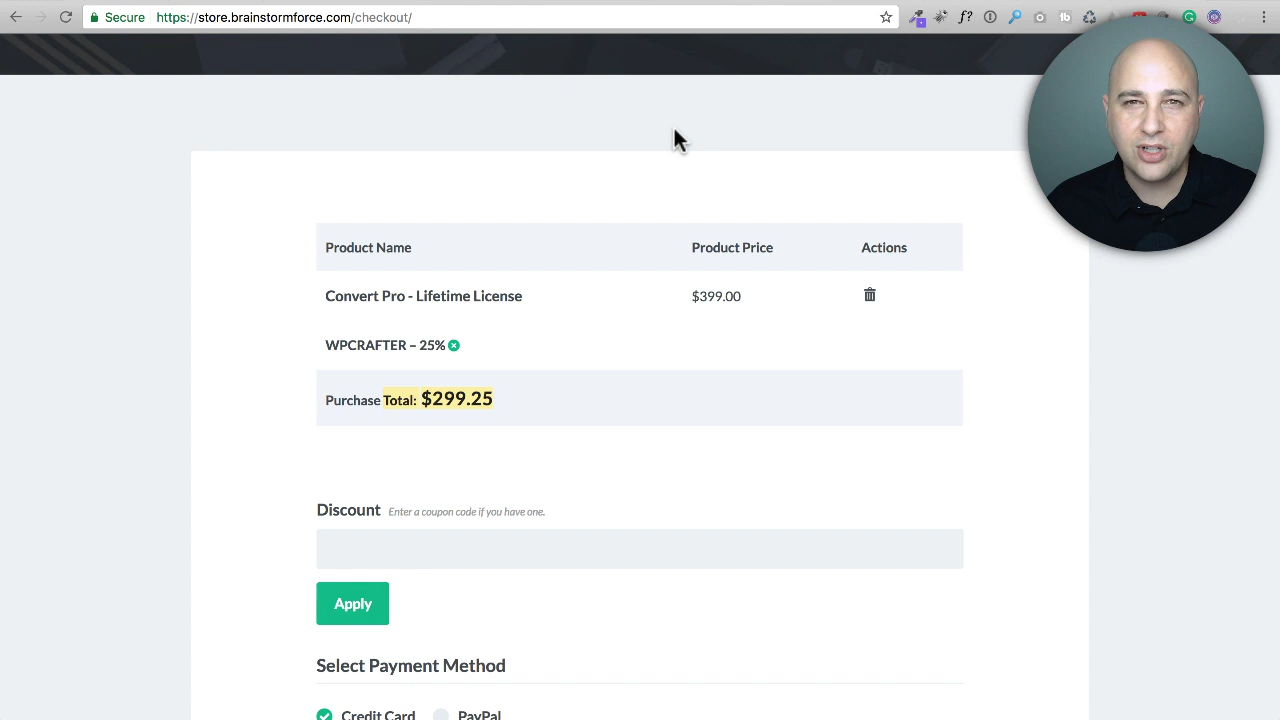 Secure https://store.brainstormforce.com/checkout/
Product Name Product Price Actions
Convert Pro - Lifetime License $399.00
WPCRAFTER – 25%
Purchase Total: $299.25
Discount Enter a coupon code if you have one.
Apply
Select Payment Method
Credit Card PayPal